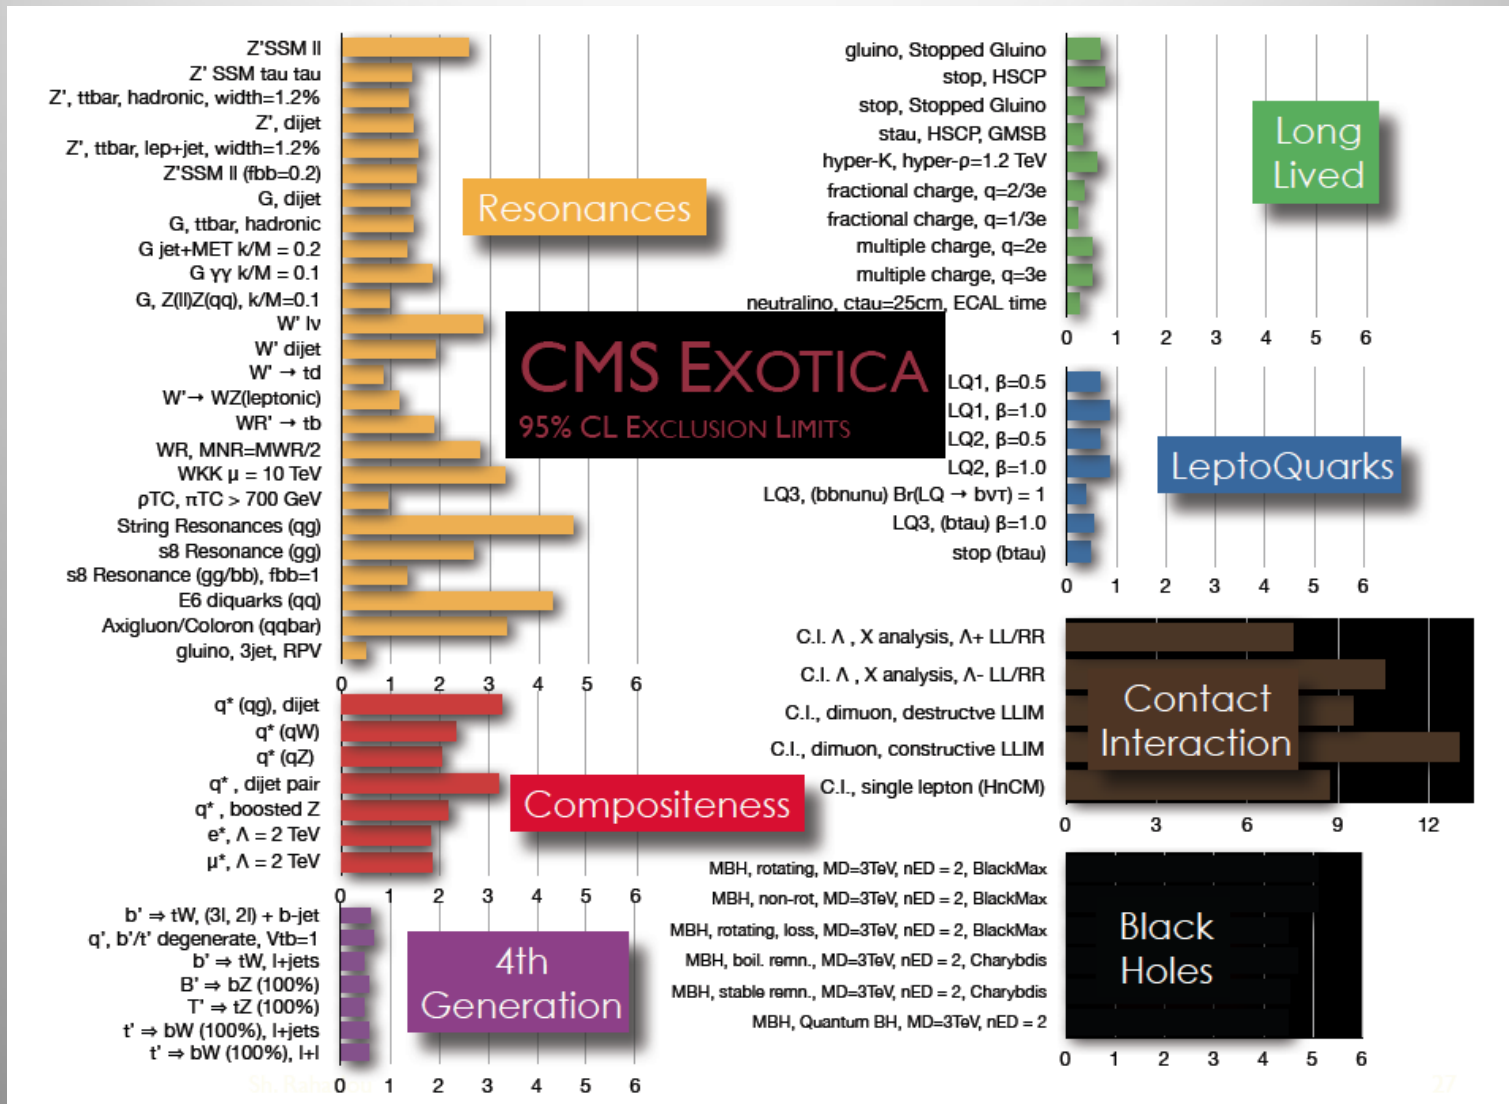 Z'SSM ll
Z' SSM tau tau
Z', ttbar, hadronic, width=1.2%
Z', dijet
Z', ttbar, lep+jet, width=1.2%
Z'SSM ll (fbb=0.2)
G, dijet
G, ttbar, hadronic
G jet+MET k/M = 0.2
G γγ k/M = 0.1
G, Z(ll)Z(qq), k/M=0.1
W' lν
W' dijet
W' → td
W'→ WZ(leptonic)
WR' → tb
WR, MNR=MWR/2
WKK μ = 10 TeV
ρTC, πTC > 700 GeV
String Resonances (qg)
s8 Resonance (gg)
s8 Resonance (gg/bb), fbb=1
E6 diquarks (qq)
Axigluon/Coloron (qqbar)
gluino, 3jet, RPV
0 1 2 3 4 5 6
Resonances
q* (qg), dijet
q* (qW)
q* (qZ)
q* , dijet pair
q* , boosted Z
e*, Λ = 2 TeV
μ*, Λ = 2 TeV
0 1 2 3 4 5 6
Compositeness
b' ⇒ tW, (3l, 2l) + b-jet
q', b'/t' degenerate, Vtb=1
b' ⇒ tW, l+jets
B' ⇒ bZ (100%)
T' ⇒ tZ (100%)
t' ⇒ bW (100%), l+jets
t' ⇒ bW (100%), l+l
0 1 2 3 4 5 6
4th
Generation
CMS EXOTICA
95% CL EXCLUSION LIMITS
gluino, Stopped Gluino
stop, HSCP
stop, Stopped Gluino
stau, HSCP, GMSB
hyper-K, hyper-ρ=1.2 TeV
fractional charge, q=2/3e
fractional charge, q=1/3e
multiple charge, q=2e
multiple charge, q=3e
neutralino, ctau=25cm, ECAL time
0 1 2 3 4 5 6
Long
Lived
LQ1, β=0.5
LQ1, β=1.0
LQ2, β=0.5
LQ2, β=1.0
LQ3, (bbnunu) Br(LQ → bντ) = 1
LQ3, (btau) β=1.0
stop (btau)
0 1 2 3 4 5 6
LeptoQuarks
C.I. Λ , X analysis, Λ+ LL/RR
C.I. Λ , X analysis, Λ- LL/RR
C.I., dimuon, destructve LLIM
C.I., dimuon, constructive LLIM
C.I., single lepton (HnCM)
0 3 6 9 12
Contact
Interaction
MBH, rotating, MD=3TeV, nED = 2, BlackMax
MBH, non-rot, MD=3TeV, nED = 2, BlackMax
MBH, rotating, loss, MD=3TeV, nED = 2, BlackMax
MBH, boil. remn., MD=3TeV, nED = 2, Charybdis
MBH, stable remn., MD=3TeV, nED = 2, Charybdis
MBH, Quantum BH, MD=3TeV, nED = 2
0 1 2 3 4 5 6
Black
Holes
27